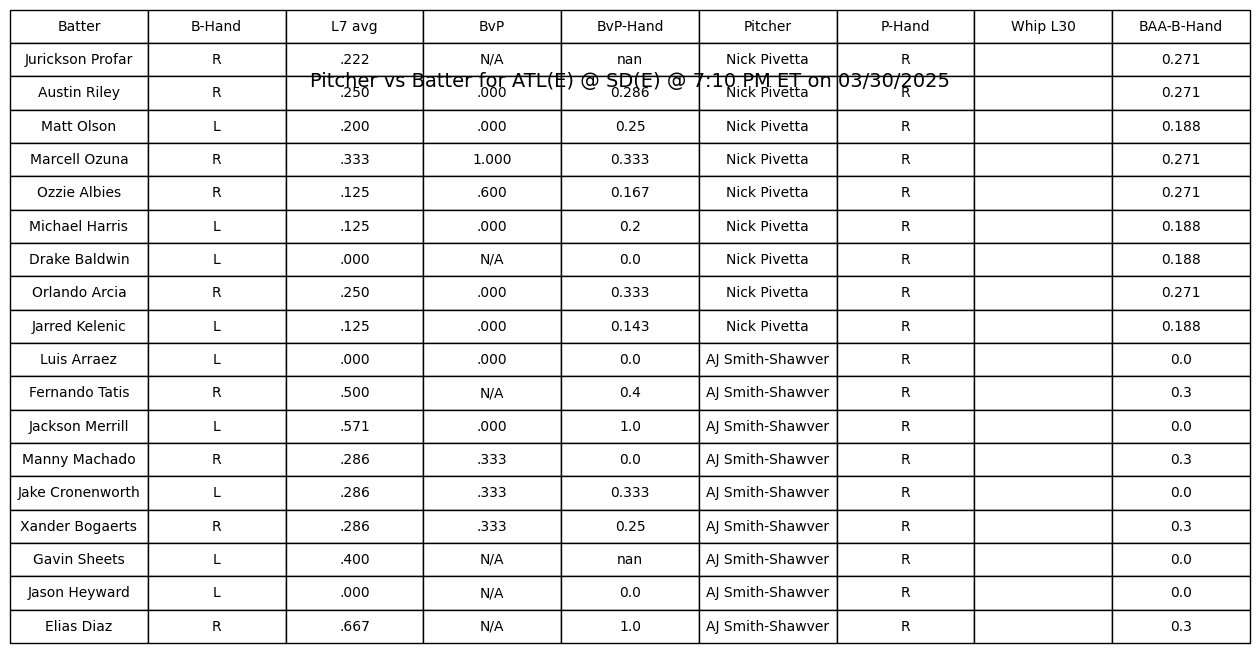 Batter B-Hand L7 avg BvP BvP-Hand Pitcher P-Hand Whip L30 BAA-B-Hand
Jurickson Profar R .222 N/A nan Nick Pivetta R 0.271
Pitcher vs Batter for ATL(E) @ SD(E) @ 7:10 PM ET on 03/30/2025
Austin Riley R .250 .000 0.286 Nick Pivetta R 0.271
Matt Olson L .200 .000 0.25 Nick Pivetta R 0.188
Marcell Ozuna R .333 1.000 0.333 Nick Pivetta R 0.271
Ozzie Albies R .125 .600 0.167 Nick Pivetta R 0.271
Michael Harris L .125 .000 0.2 Nick Pivetta R 0.188
Drake Baldwin L .000 N/A 0.0 Nick Pivetta R 0.188
Orlando Arcia R .250 .000 0.333 Nick Pivetta R 0.271
Jarred Kelenic L .125 .000 0.143 Nick Pivetta R 0.188
Luis Arraez L .000 .000 0.0 AJ Smith-Shawver R 0.0
Fernando Tatis R .500 N/A 0.4 AJ Smith-Shawver R 0.3
Jackson Merrill L .571 .000 1.0 AJ Smith-Shawver R 0.0
Manny Machado R .286 .333 0.0 AJ Smith-Shawver R 0.3
Jake Cronenworth L .286 .333 0.333 AJ Smith-Shawver R 0.0
Xander Bogaerts R .286 .333 0.25 AJ Smith-Shawver R 0.3
Gavin Sheets L .400 N/A nan AJ Smith-Shawver R 0.0
Jason Heyward L .000 N/A 0.0 AJ Smith-Shawver R 0.0
Elias Diaz R .667 N/A 1.0 AJ Smith-Shawver R 0.3